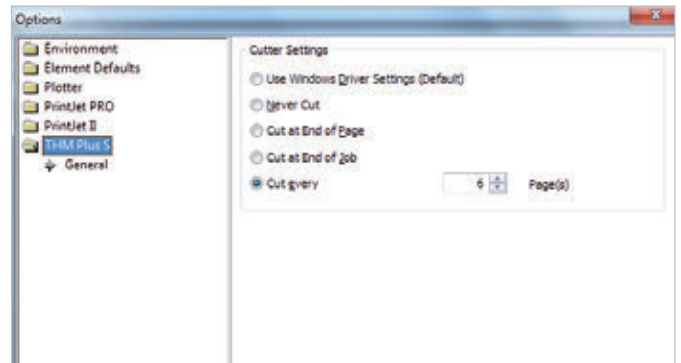 Options
Environment
Element Defaults
Plotter
PrintJet PRO
PrintJet II
THM Plus S
General
Cutter Settings
Use Windows Driver Settings (Default)
Never Cut
Cut at End of Page
Cut at End of Job
Cut every 6 Page(s)